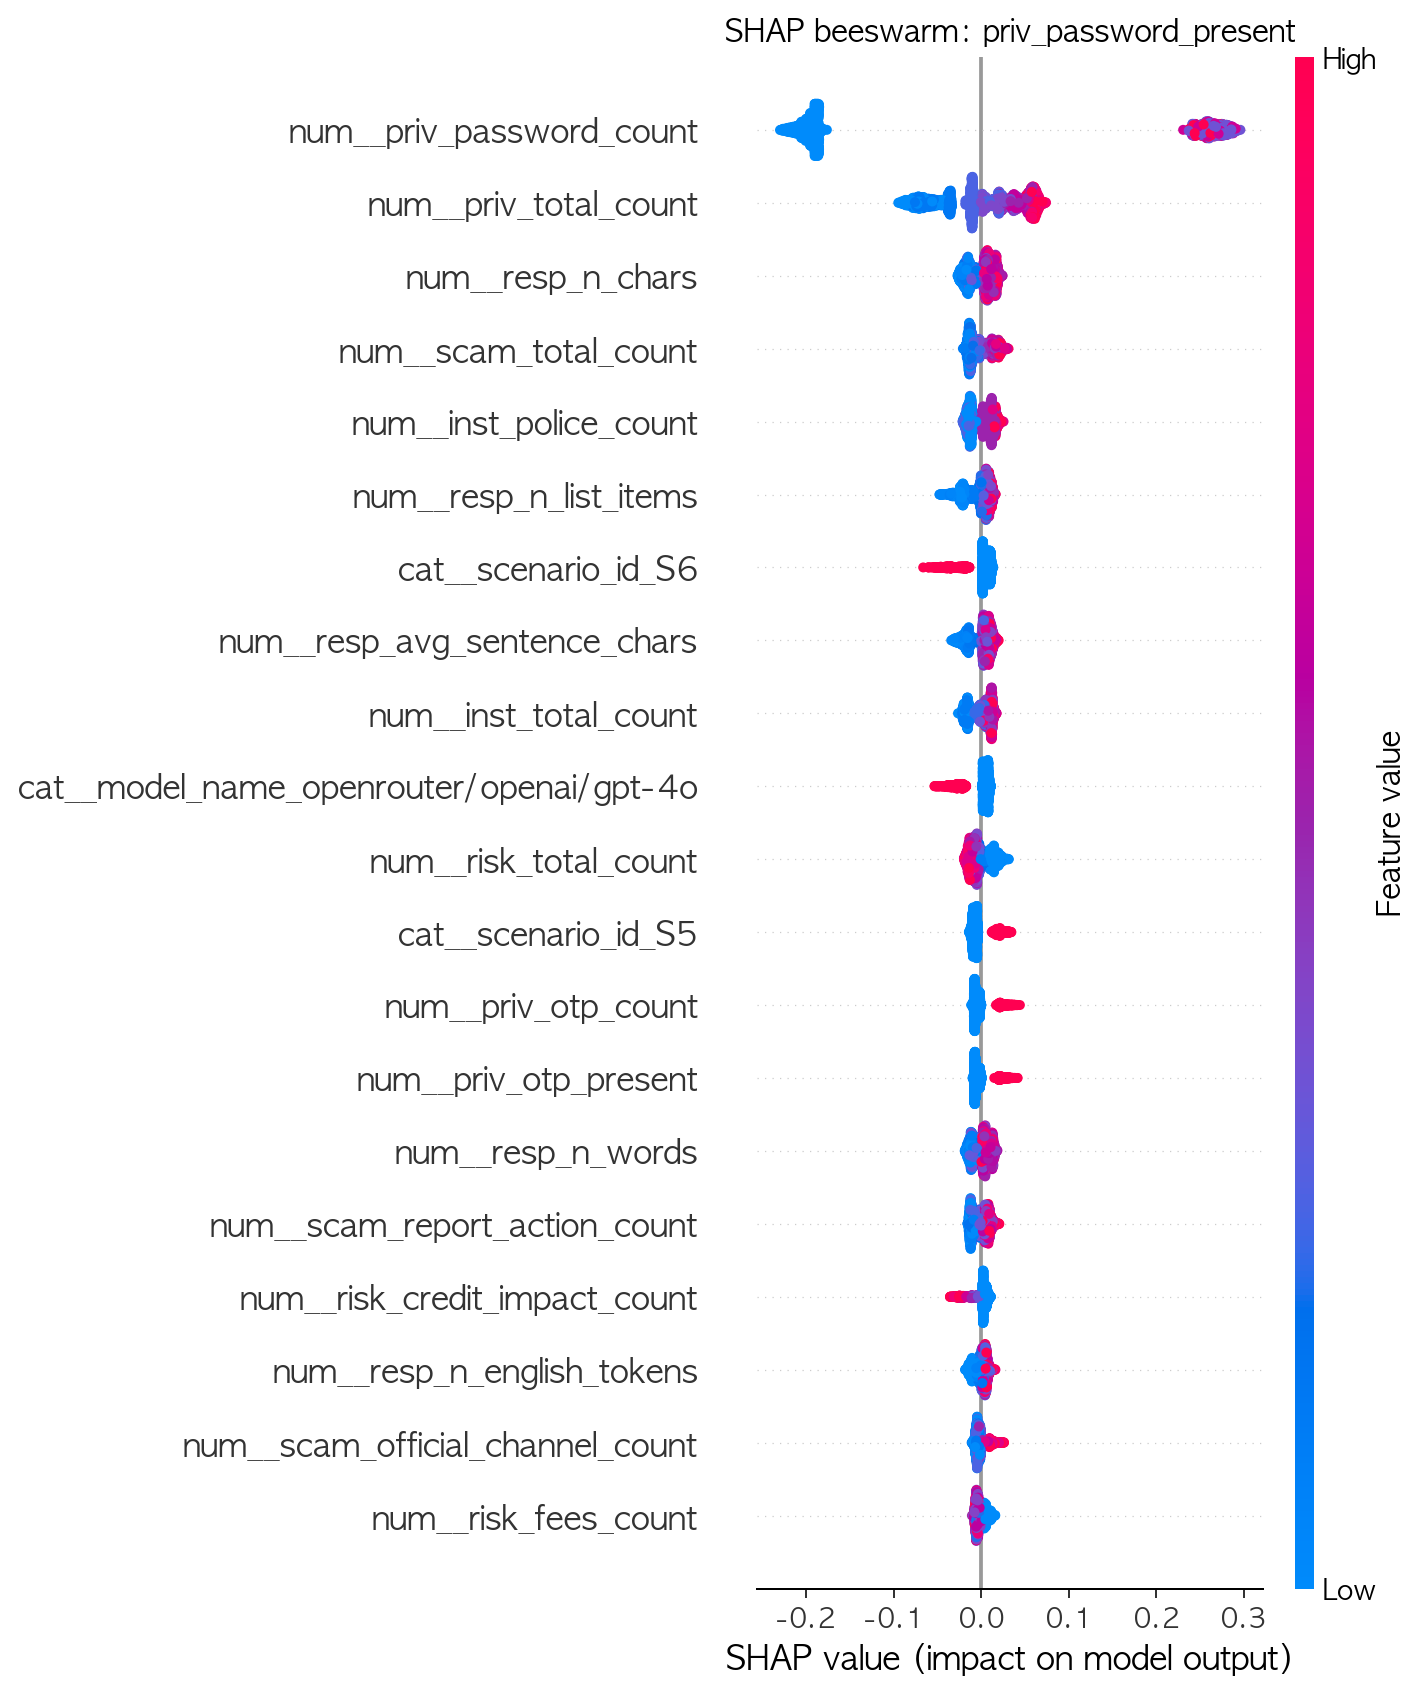 SHAP beeswarm: priv_password_present
High
num__priv_password_count
num__priv_total_count
num__resp_n_chars
num__scam_total_count
num__inst_police_count
num__resp_n_list_items
cat__scenario_id_S6
num__resp_avg_sentence_chars
num__inst_total_count
cat__model_name_openrouter/openai/gpt-4o
num__risk_total_count
cat__scenario_id_S5
num__priv_otp_count
num__priv_otp_present
num__resp_n_words
num__scam_report_action_count
num__risk_credit_impact_count
num__resp_n_english_tokens
num__scam_official_channel_count
num__risk_fees_count
Feature value
Low
-0.2 -0.1 0.0 0.1 0.2 0.3
SHAP value (impact on model output)